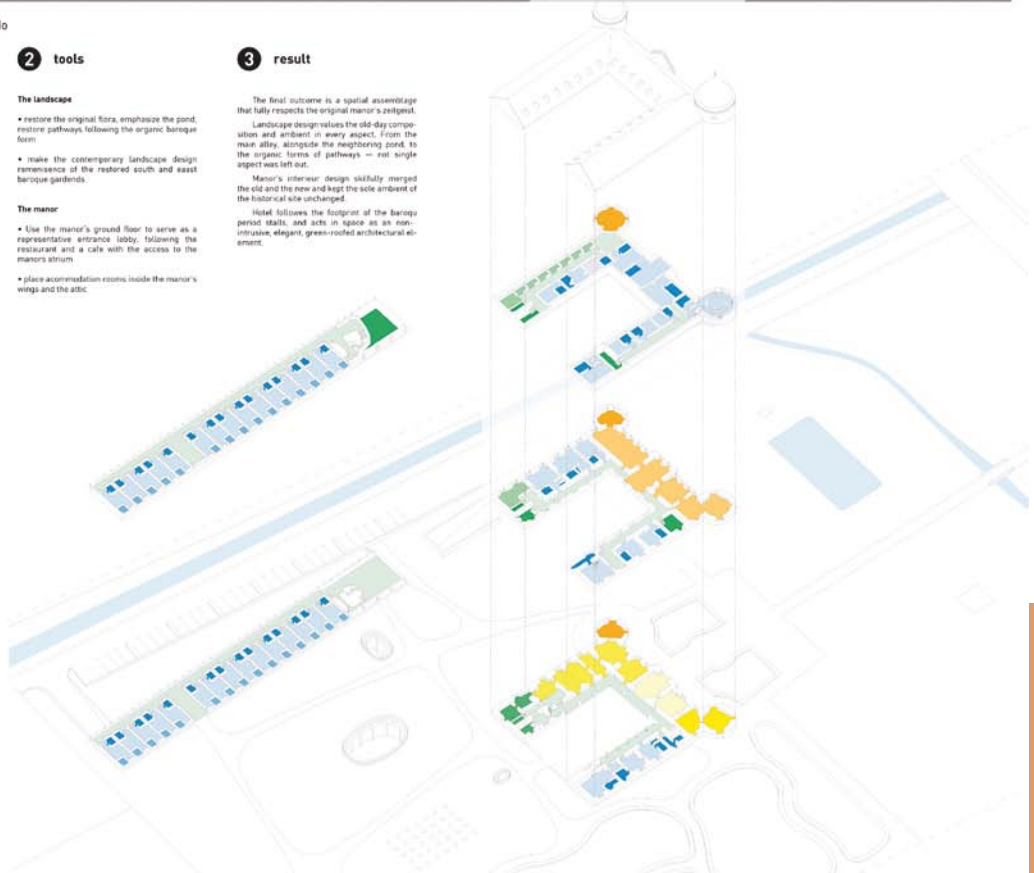 lo
2 tools
The landscape
• restore the original flora, emphasize the pond,
restore pathways following the organic baroque
form
• make the contemporary landscape design
remenisence of the restored south and eaast
baroque gardends
The manor
• Use the manor's ground floor to serve as a
representative entrance lobby, following the
restaurant and a cafe with the access to the
manors atrium
• place acommodation rooms inside the manor's
wings and the attic
3 result
The final outcome is a spatial assemblage
that fully respects the original manor's zeitgeist.
Landscape design values the old-day compo-
sition and ambient in every aspect. From the
main alley, alongside the neighboring pond, to
the organic forms of pathways — not single
aspect was left out.
Manor's interieur design skillfully merged
the old and the new and kept the sole ambient of
the historical site unchanged.
Hotel followes the footprint of the baroqu
period stalls, and acts in space as an non-
intrusive, elegant, green-roofed architectural el-
ement.